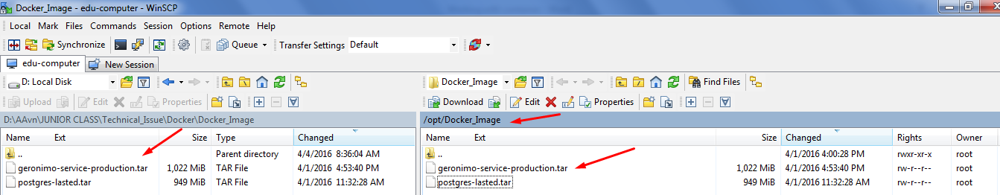 Docker_Image - edu-computer - WinSCP
Local Mark Files Commands Session Options Remote Help
Synchronize Queue Transfer Settings Default
edu-computer New Session
D: Local Disk
Upload Edit Properties
D:\AAvn\JUNIOR CLASS\Technical_Issue\Docker\Docker_Image
Name Ext Size Type Changed
.. Parent directory 4/4/2016 8:36:04 AM
geronimo-service-production.tar 1,022 MiB TAR File 4/1/2016 4:53:40 PM
postgres-lasted.tar 949 MiB TAR File 4/1/2016 11:32:28 AM
Docker_Image Find Files
Download Edit Properties
/opt/Docker_Image
Name Ext Size Changed Rights Owner
.. 4/1/2016 4:00:28 PM rwxr-xr-x root
geronimo-service-production.tar 1,022 MiB 4/1/2016 4:53:40 PM rw-r--r-- root
postgres-lasted.tar 949 MiB 4/1/2016 11:32:28 AM rw-r--r-- root